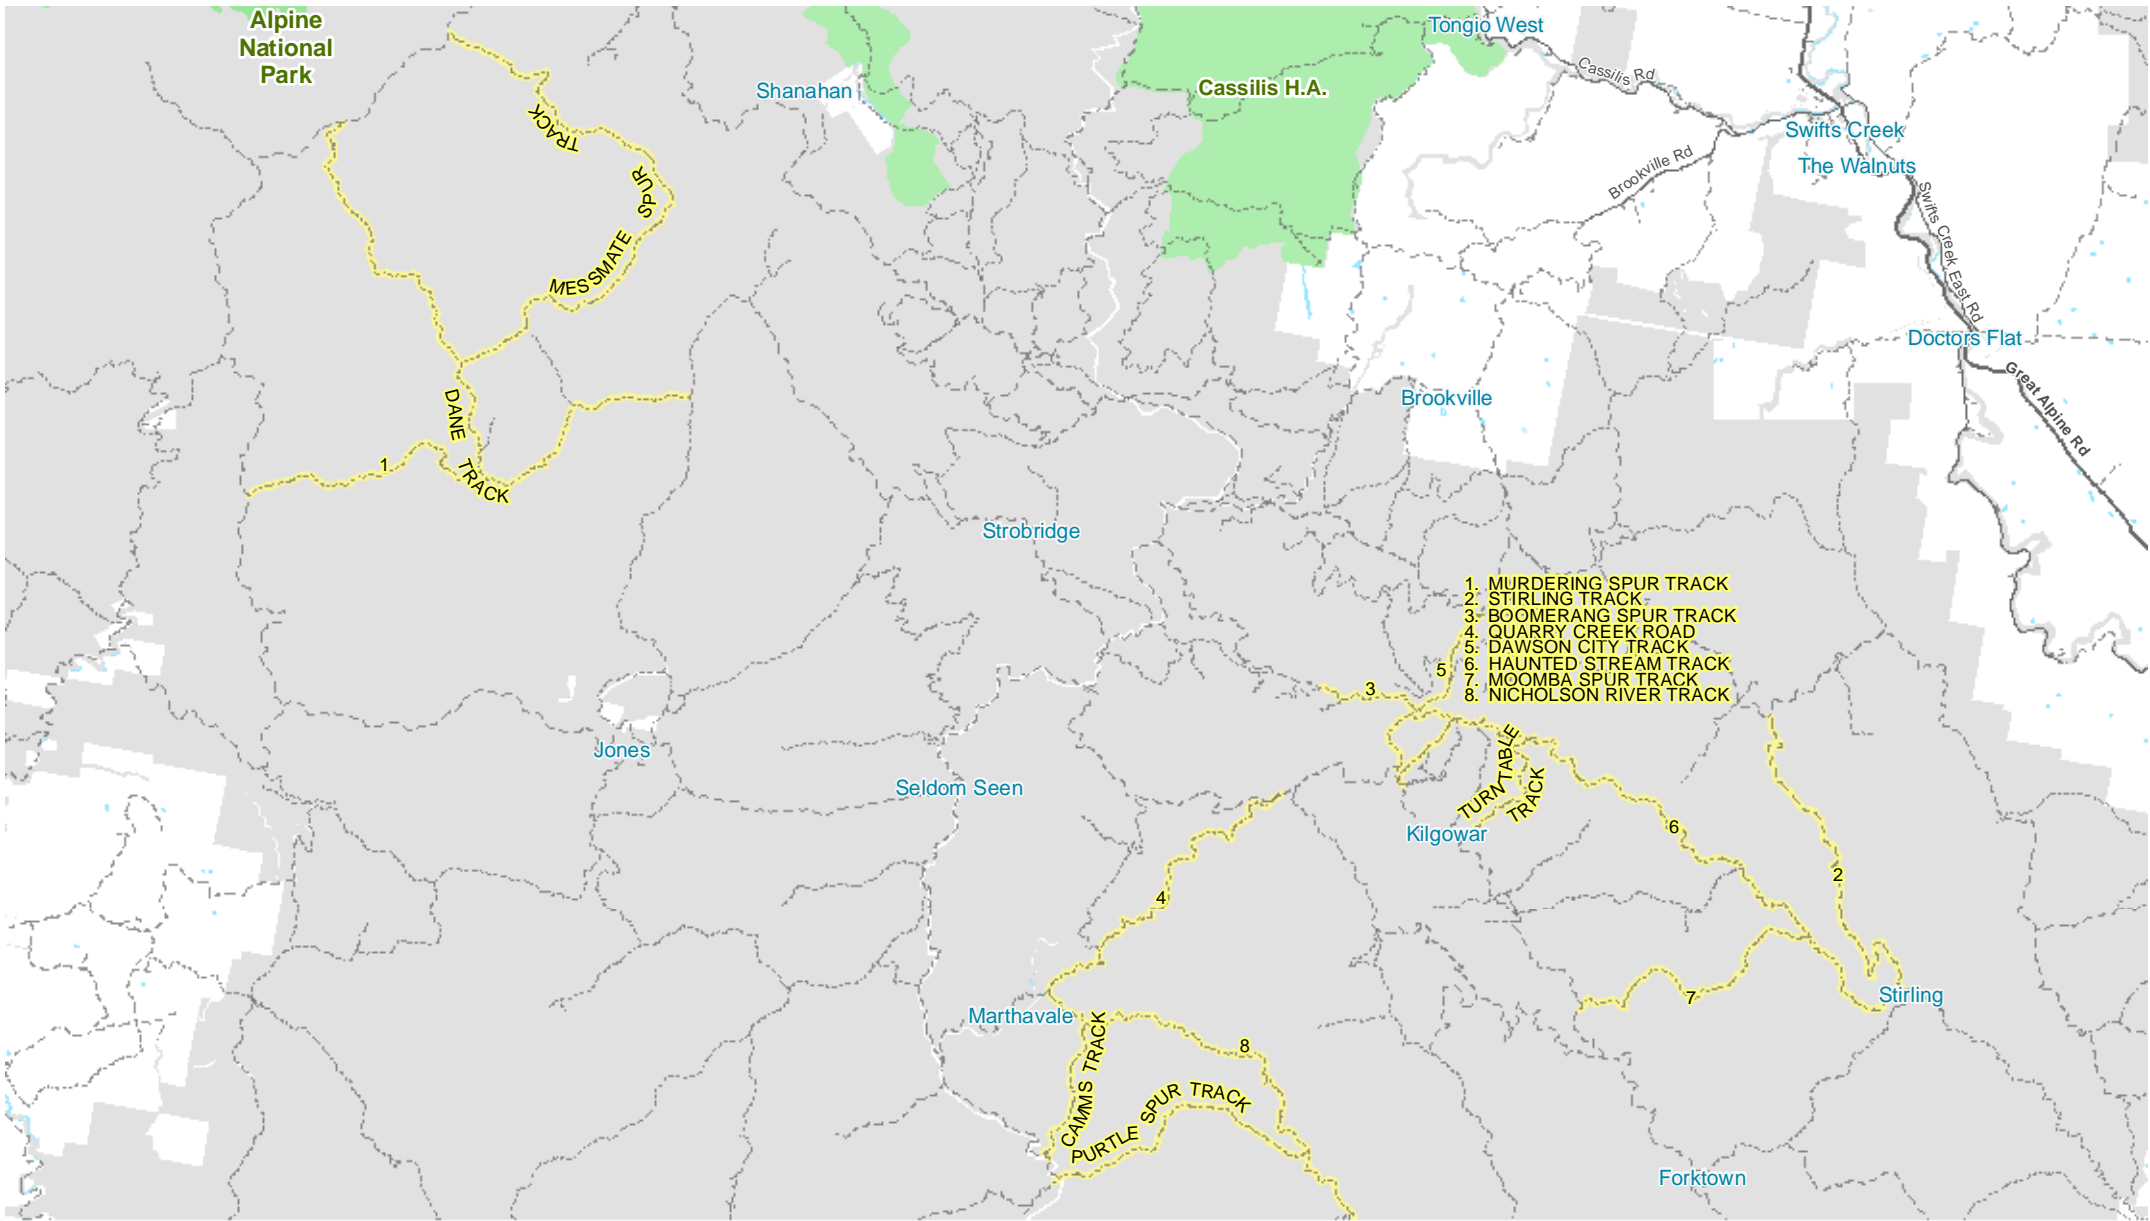 Alpine
National
Park
Tongio West
Cassilis Rd
Shanahan
Cassilis H.A.
TRACK
Swifts Creek
Brookville Rd
The Walnuts
SPUR
Swifts Creek East Rd
MESSMATE
Doctors Flat
Great Alpine Rd
DANE
Brookville
1
TRACK
Strobridge
1. MURDERING SPUR TRACK
2. STIRLING TRACK
3. BOOMERANG SPUR TRACK
4. QUARRY CREEK ROAD
5. DAWSON CITY TRACK
6. HAUNTED STREAM TRACK
7. MOOMBA SPUR TRACK
8. NICHOLSON RIVER TRACK
5
3
Jones
TURNTABLE
TRACK
Seldom Seen
Kilgowar
6
2
4
Stirling
7
Marthavale
CAMMS TRACK
8
PURTLE SPUR TRACK
Forktown